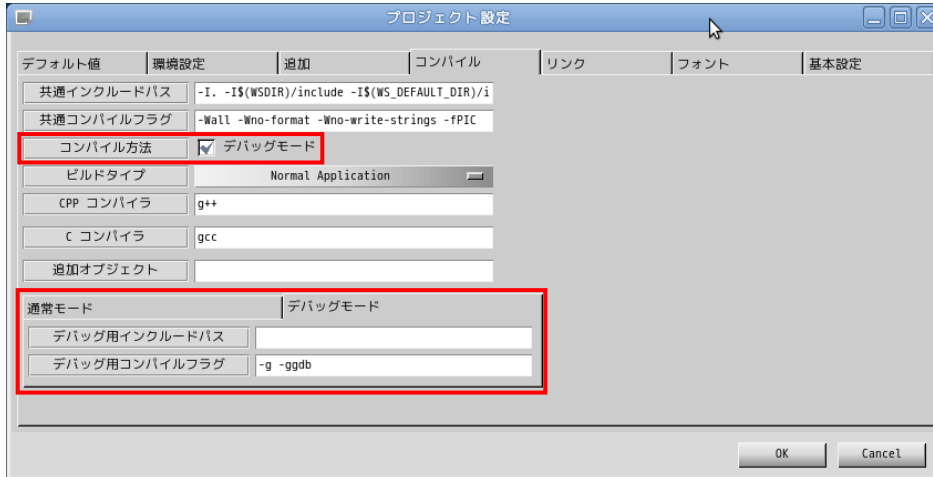 プロジェクト設定
デフォルト値 環境設定 追加 コンパイル リンク フォント 基本設定
共通インクルードパス -I. -I$(WSDIR)/include -I$(WS_DEFAULT_DIR)/i
共通コンパイルフラグ -Wall -Wno-format -Wno-write-strings -fPIC
コンパイル方法 デバッグモード
ビルドタイプ Normal Application
CPP コンパイラ g++
C コンパイラ gcc
追加オブジェクト
通常モード デバッグモード
デバッグ用インクルードパス
デバッグ用コンパイルフラグ -g -ggdb
OK Cancel